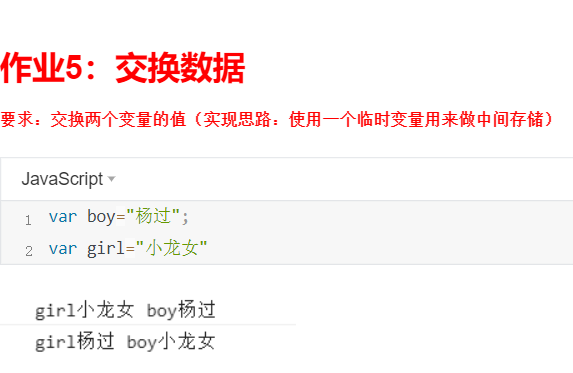 作业5：交换数据
要求：交换两个变量的值（实现思路：使用一个临时变量用来做中间存储）
JavaScript
1 var boy="杨过";
2 var girl="小龙女"
girl小龙女 boy杨过
girl杨过 boy小龙女